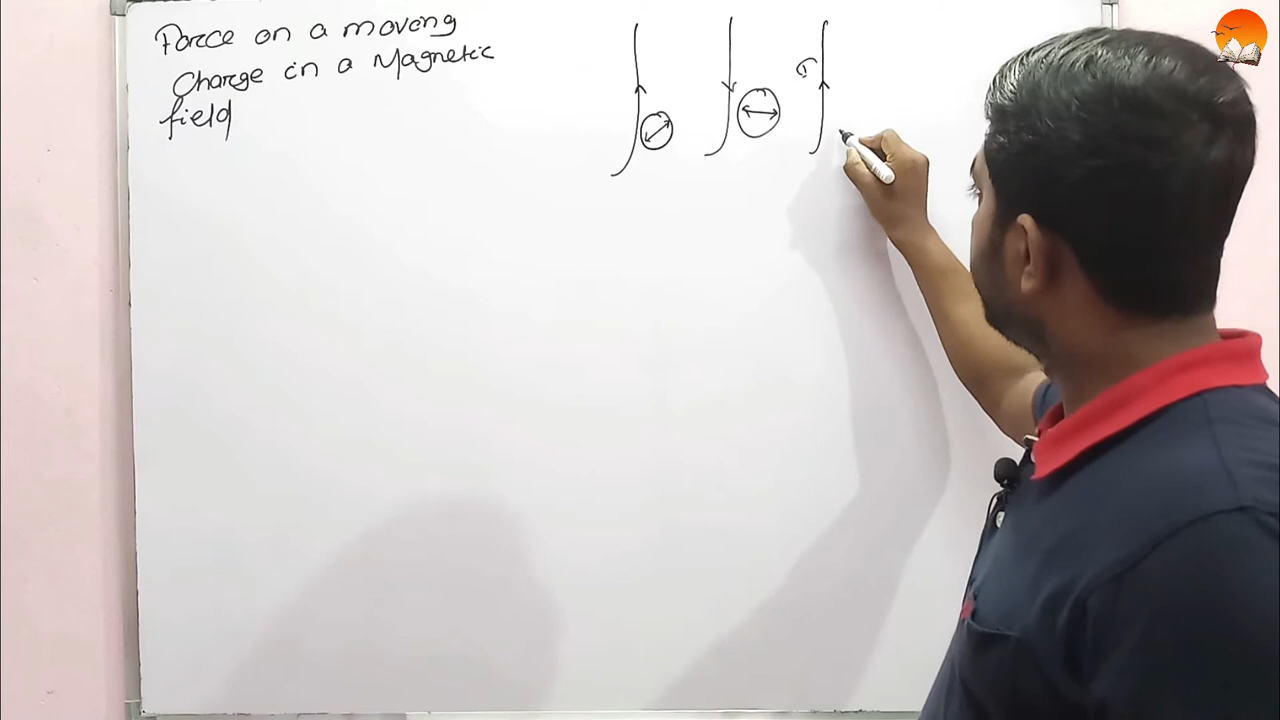 Force on a moving
Charge in a Magnetic
field